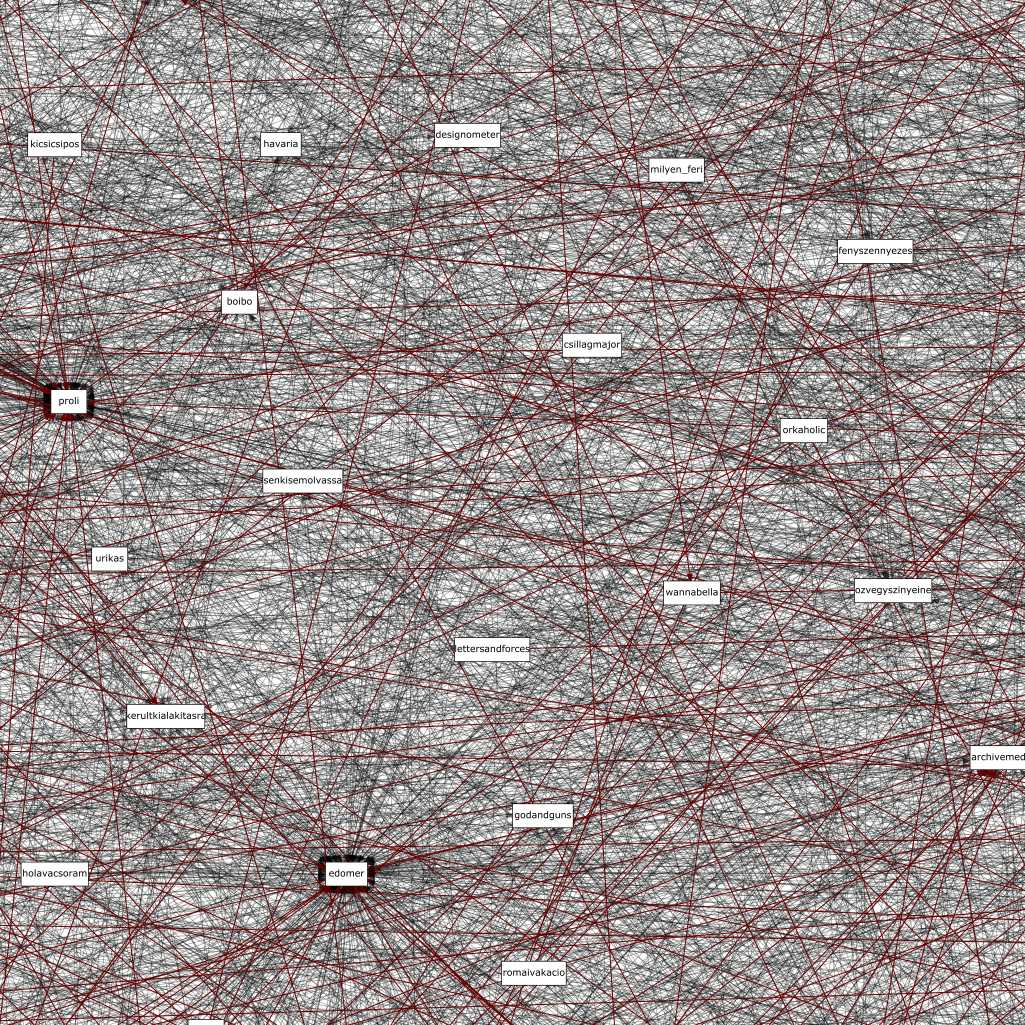 designometer
kicsicsipos
havaria
milyen_feri
fenyszennyezes
boibo
csillagmajor
proli
orkaholic
senkisemolvassa
urikas
wannabella
ozvegyszinyeine
lettersandforces
kerultkialakitasra
archivemed
godandguns
holavacsoram
edomer
romaivakacio